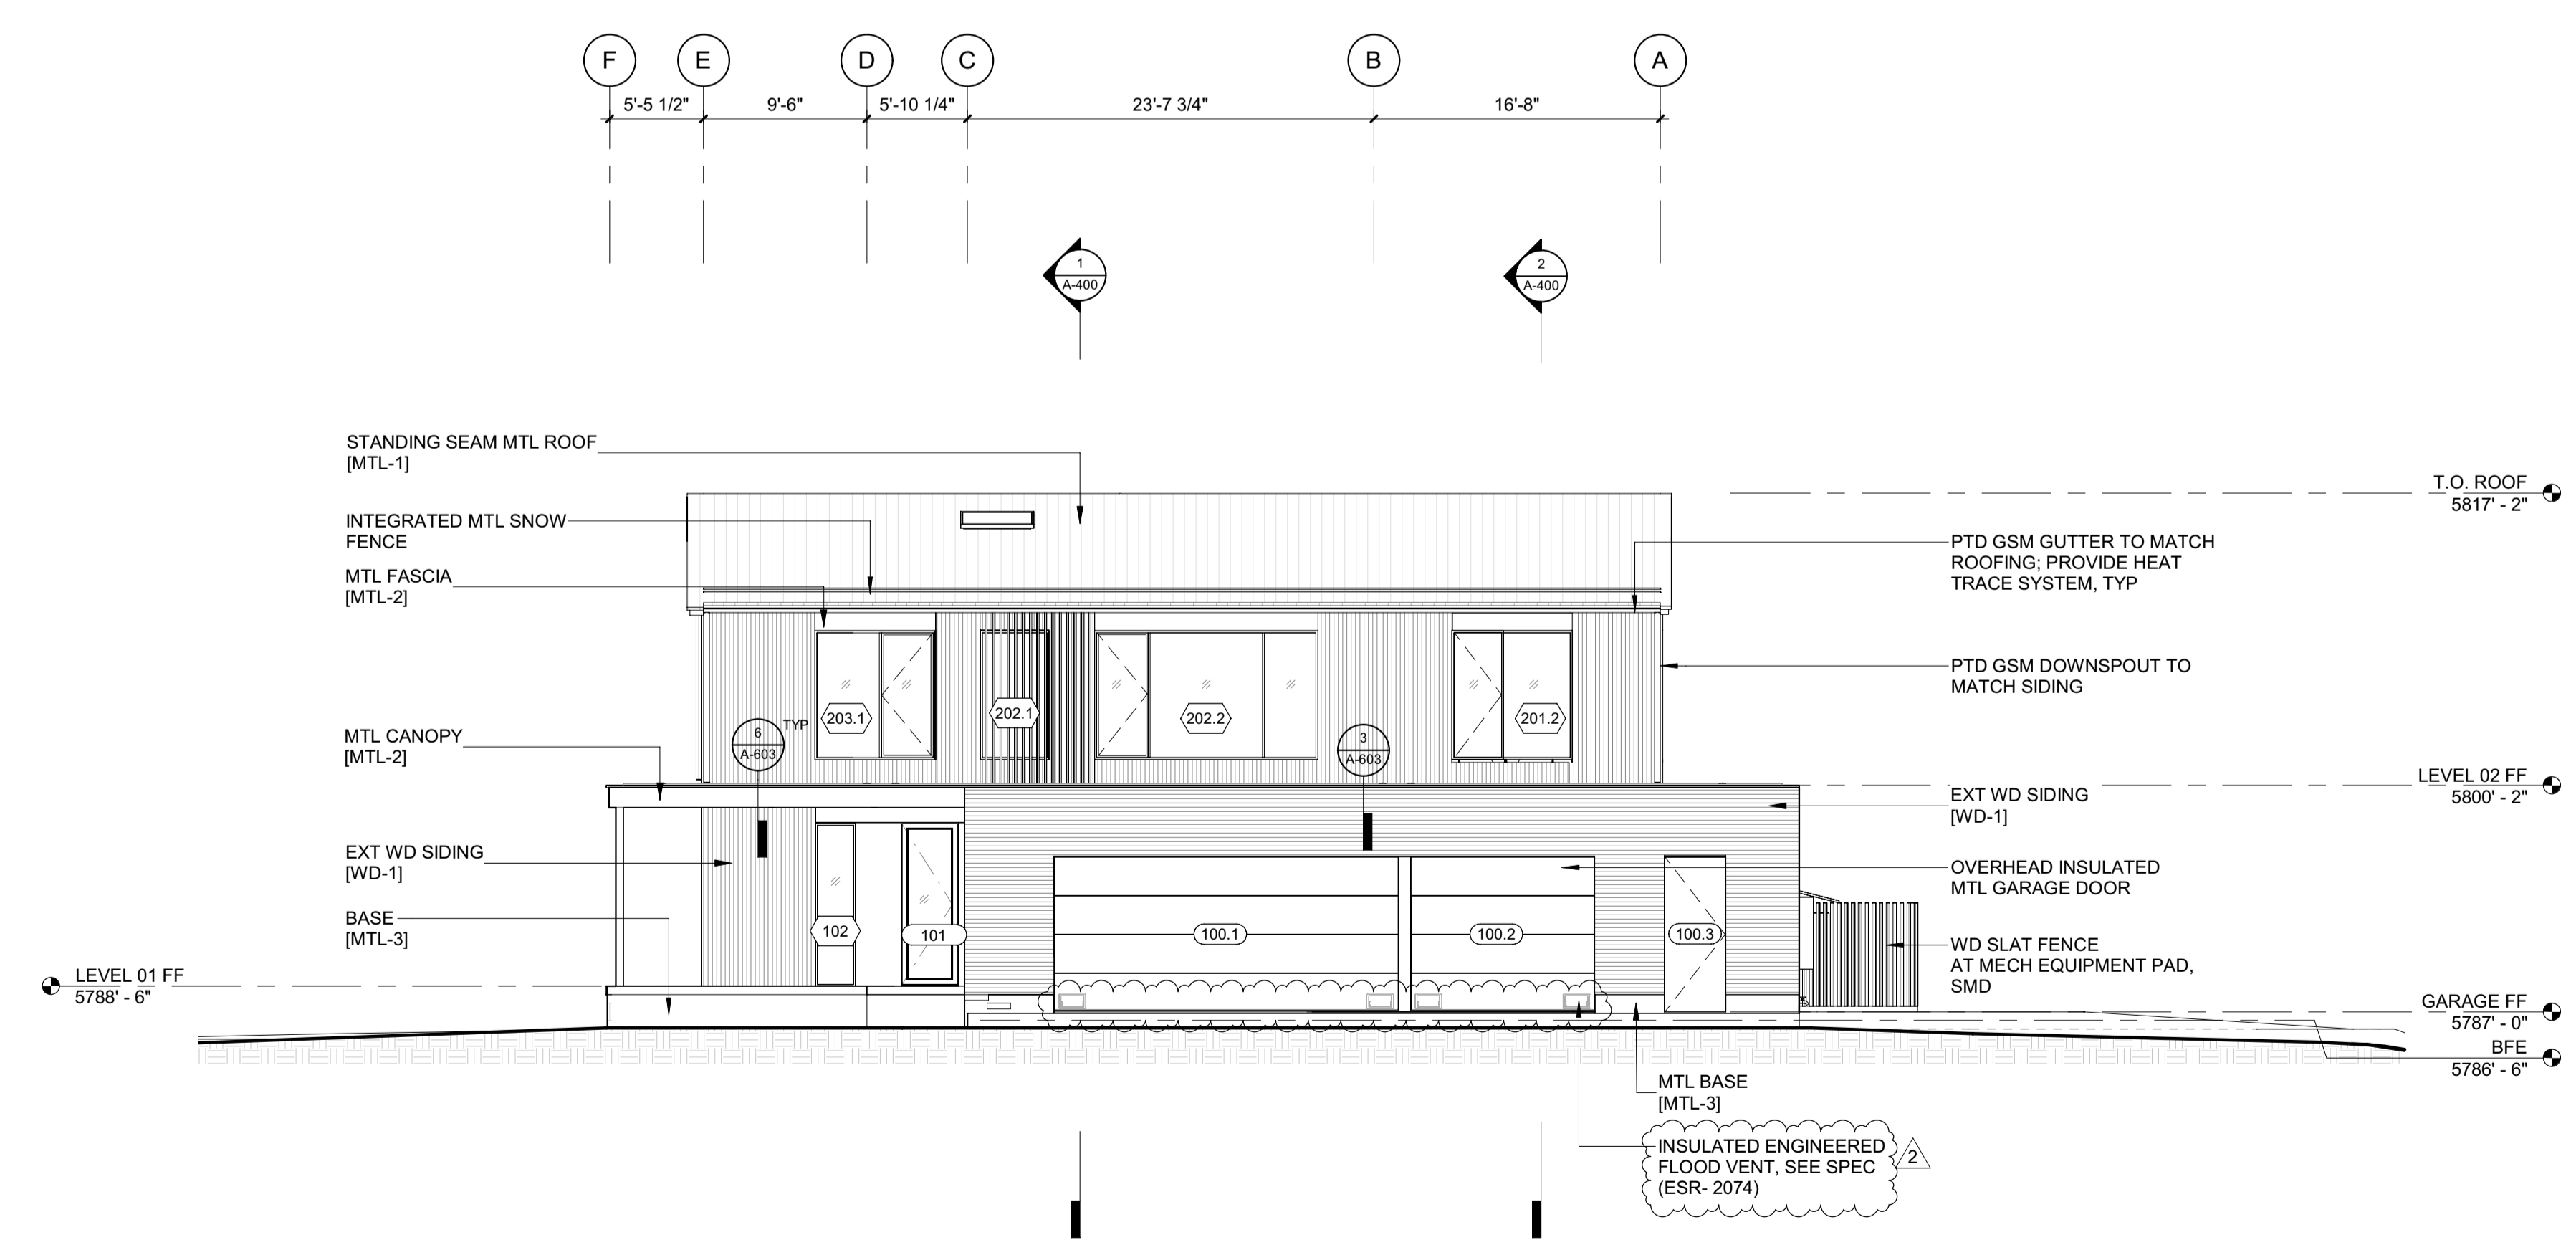 F E D C B A
5'-5 1/2" 9'-6" 5'-10 1/4" 23'-7 3/4" 16'-8"
1
A-400
2
A-400
STANDING SEAM MTL ROOF
[MTL-1]
INTEGRATED MTL SNOW
FENCE
MTL FASCIA
[MTL-2]
MTL CANOPY
[MTL-2]
EXT WD SIDING
[WD-1]
BASE
[MTL-3]
LEVEL 01 FF
5788' - 6"
6
A-603
TYP
203.1
202.1
202.2
201.2
3
A-603
102
101
100.1
100.2
100.3
T.O. ROOF
5817' - 2"
PTD GSM GUTTER TO MATCH
ROOFING; PROVIDE HEAT
TRACE SYSTEM, TYP
PTD GSM DOWNSPOUT TO
MATCH SIDING
LEVEL 02 FF
5800' - 2"
EXT WD SIDING
[WD-1]
OVERHEAD INSULATED
MTL GARAGE DOOR
WD SLAT FENCE
AT MECH EQUIPMENT PAD,
SMD
GARAGE FF
5787' - 0"
BFE
5786' - 6"
MTL BASE
[MTL-3]
INSULATED ENGINEERED
FLOOD VENT, SEE SPEC
(ESR- 2074)
2